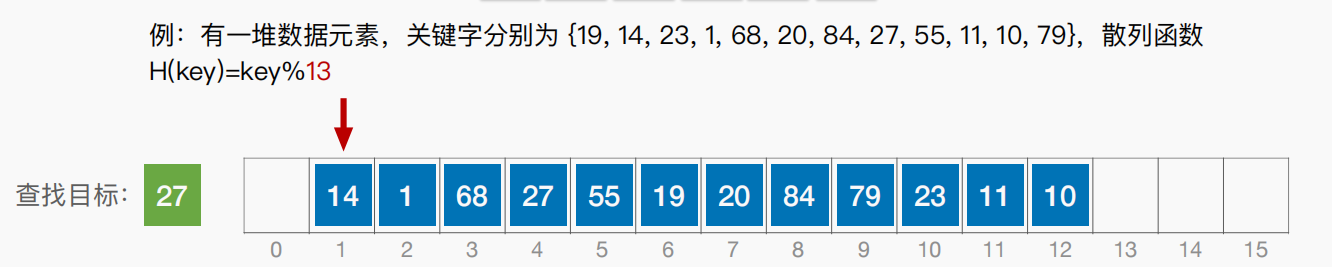 例：有一堆数据元素，关键字分别为 {19, 14, 23, 1, 68, 20, 84, 27, 55, 11, 10, 79}，散列函数
H(key)=key%13
查找目标： 27 14 1 68 27 55 19 20 84 79 23 11 10
0 1 2 3 4 5 6 7 8 9 10 11 12 13 14 15